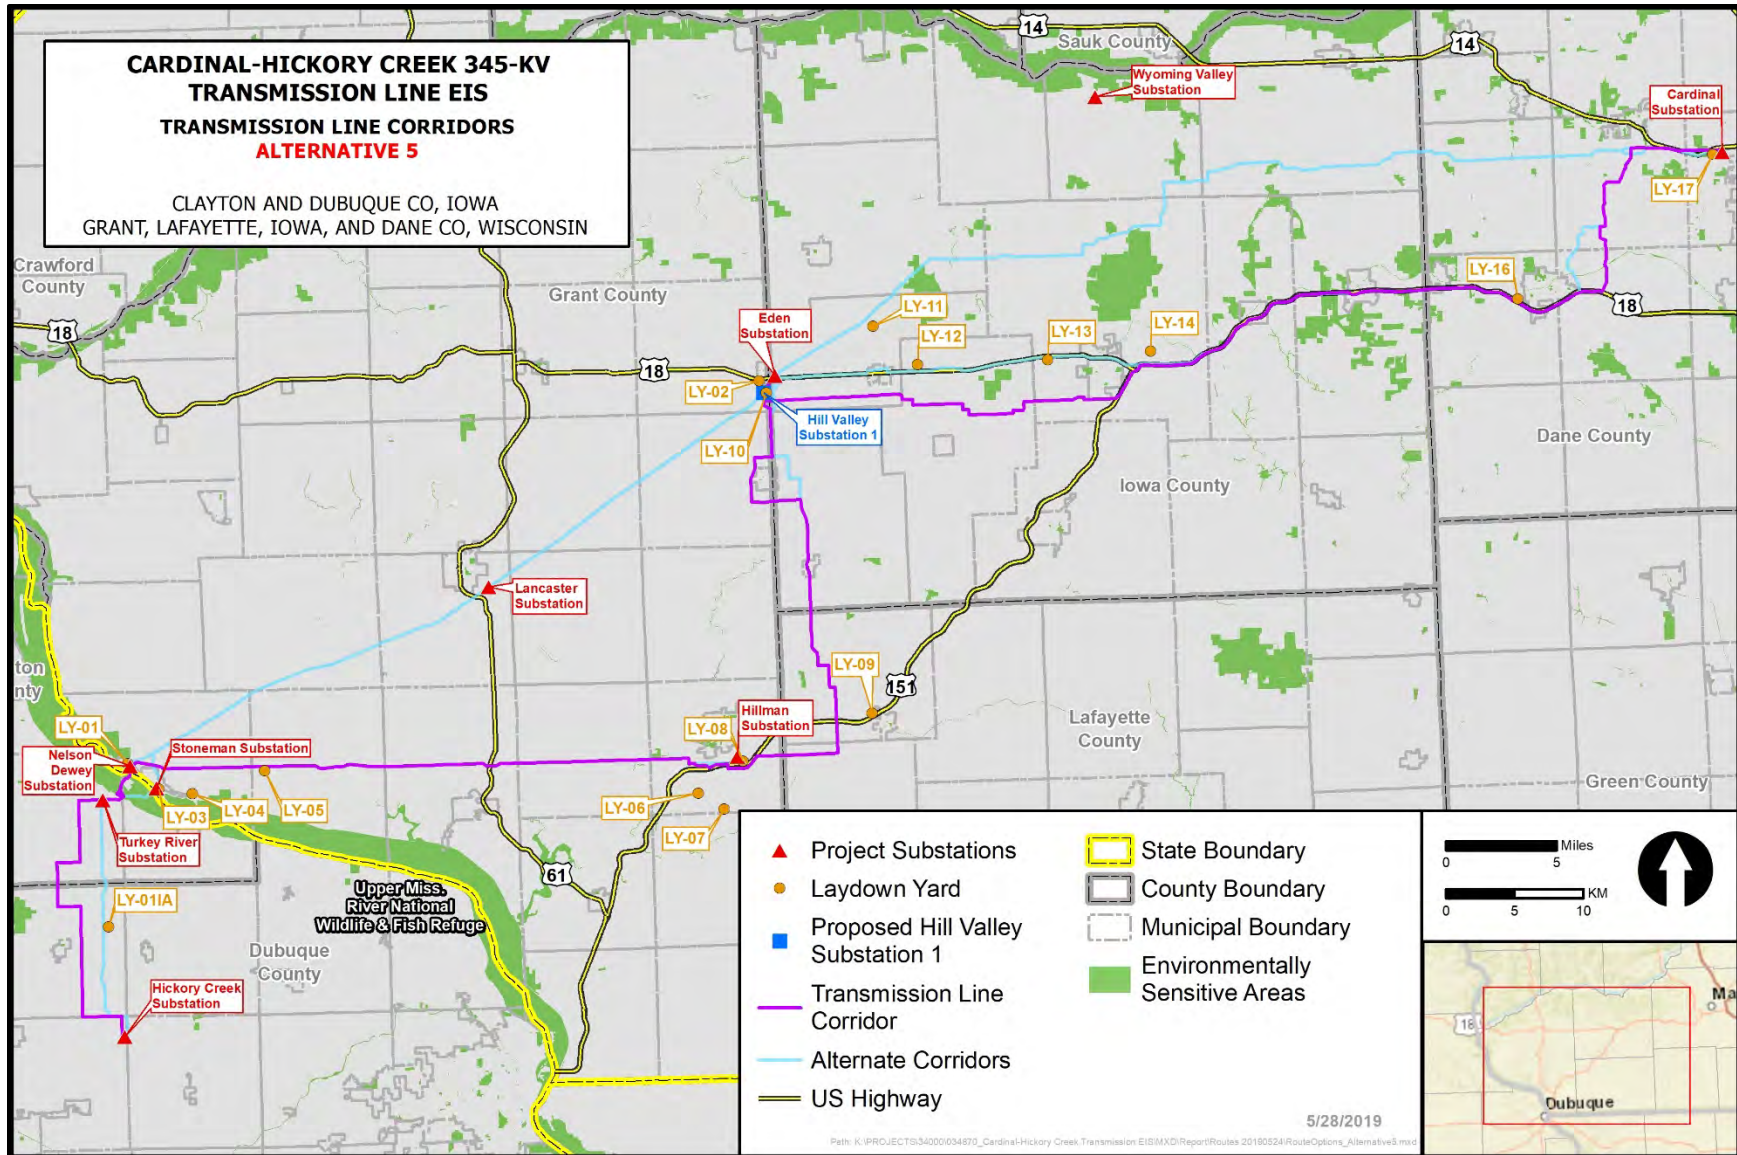 CARDINAL-HICKORY CREEK 345-KV
TRANSMISSION LINE EIS
TRANSMISSION LINE CORRIDORS
ALTERNATIVE 5
CLAYTON AND DUBUQUE CO, IOWA
GRANT, LAFAYETTE, IOWA, AND DANE CO, WISCONSIN
14
Sauk County
14
Wyoming Valley
Substation
Cardinal
Substation
LY-17
Crawford
County
Grant County
18
LY-16
18
Eden
Substation
LY-11
LY-12
LY-13
LY-14
18
LY-02
Hill Valley
Substation 1
LY-10
Dane County
Iowa County
Lancaster
Substation
ton
nty
LY-09
151
LY-01
Nelson
Dewey
Substation
Stoneman Substation
LY-08
Hillman
Substation
Lafayette
County
Green County
LY-03
LY-04
LY-05
LY-06
LY-07
Turkey River
Substation
61
Upper Miss.
River National
Wildlife & Fish Refuge
LY-01IA
Dubuque
County
Hickory Creek
Substation
Project Substations
Laydown Yard
Proposed Hill Valley
Substation 1
Transmission Line
Corridor
Alternate Corridors
US Highway
State Boundary
County Boundary
Municipal Boundary
Environmentally
Sensitive Areas
5/28/2019
Miles
0 5
KM
0 5 10
18
Ma
Dubuque